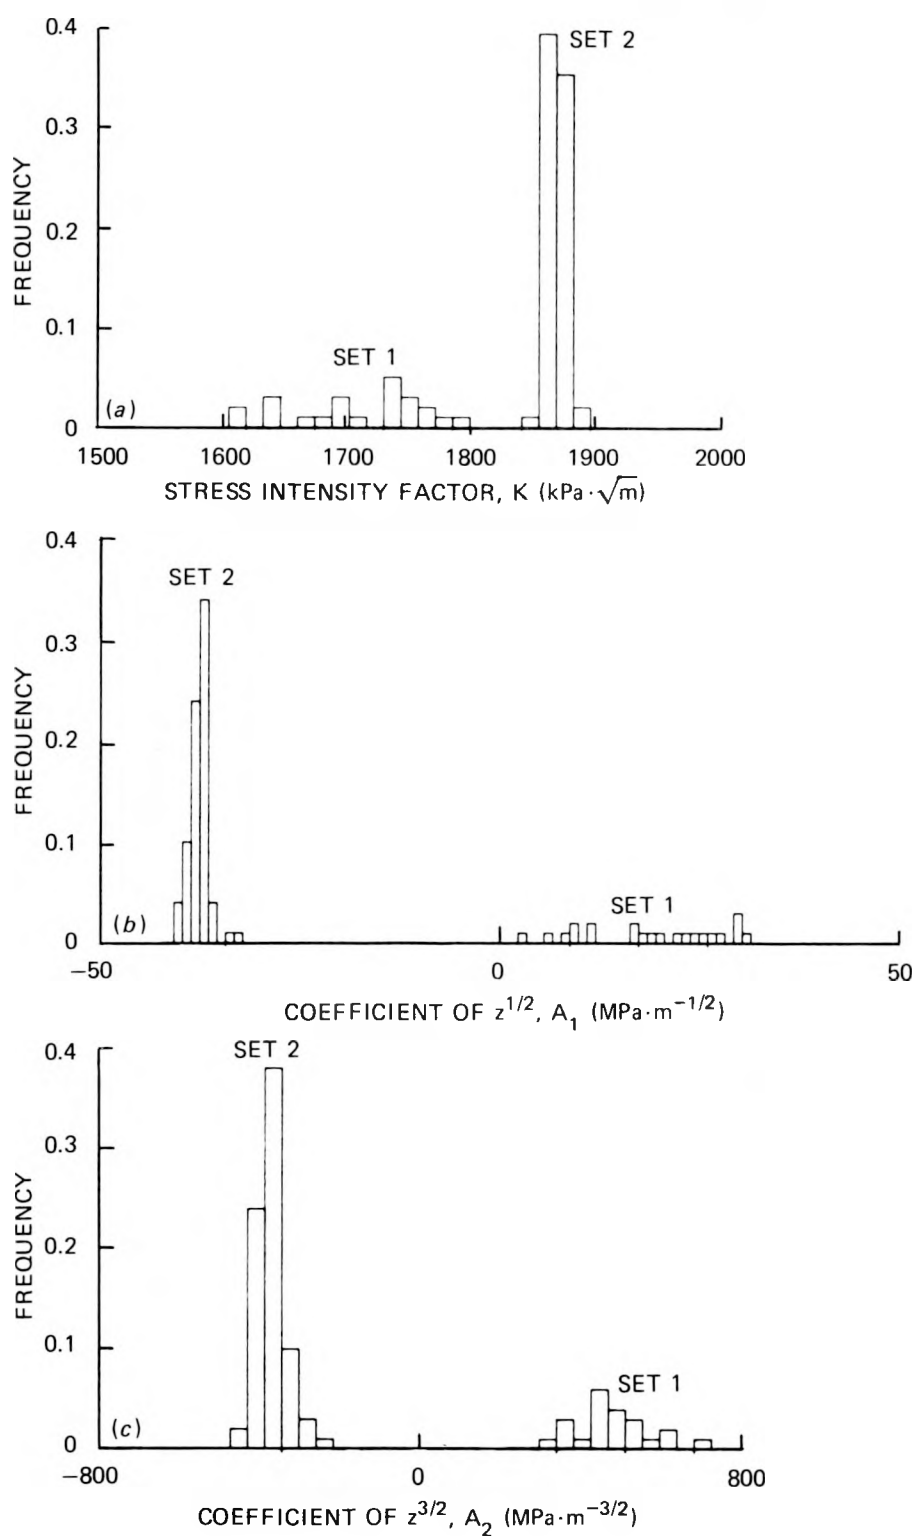 0.4
SET 2
0.3
FREQUENCY
0.2
0.1
SET 1
(a)
0
1500 1600 1700 1800 1900 2000
STRESS INTENSITY FACTOR, K (kPa·√m)
0.4
SET 2
0.3
FREQUENCY
0.2
0.1
SET 1
(b)
0
−50 0 50
COEFFICIENT OF z^{1/2}, A_1 (MPa·m^{−1/2})
SET 2
0.4
0.3
FREQUENCY
0.2
0.1
SET 1
(c)
0
−800 0 800
COEFFICIENT OF z^{3/2}, A_2 (MPa·m^{−3/2})